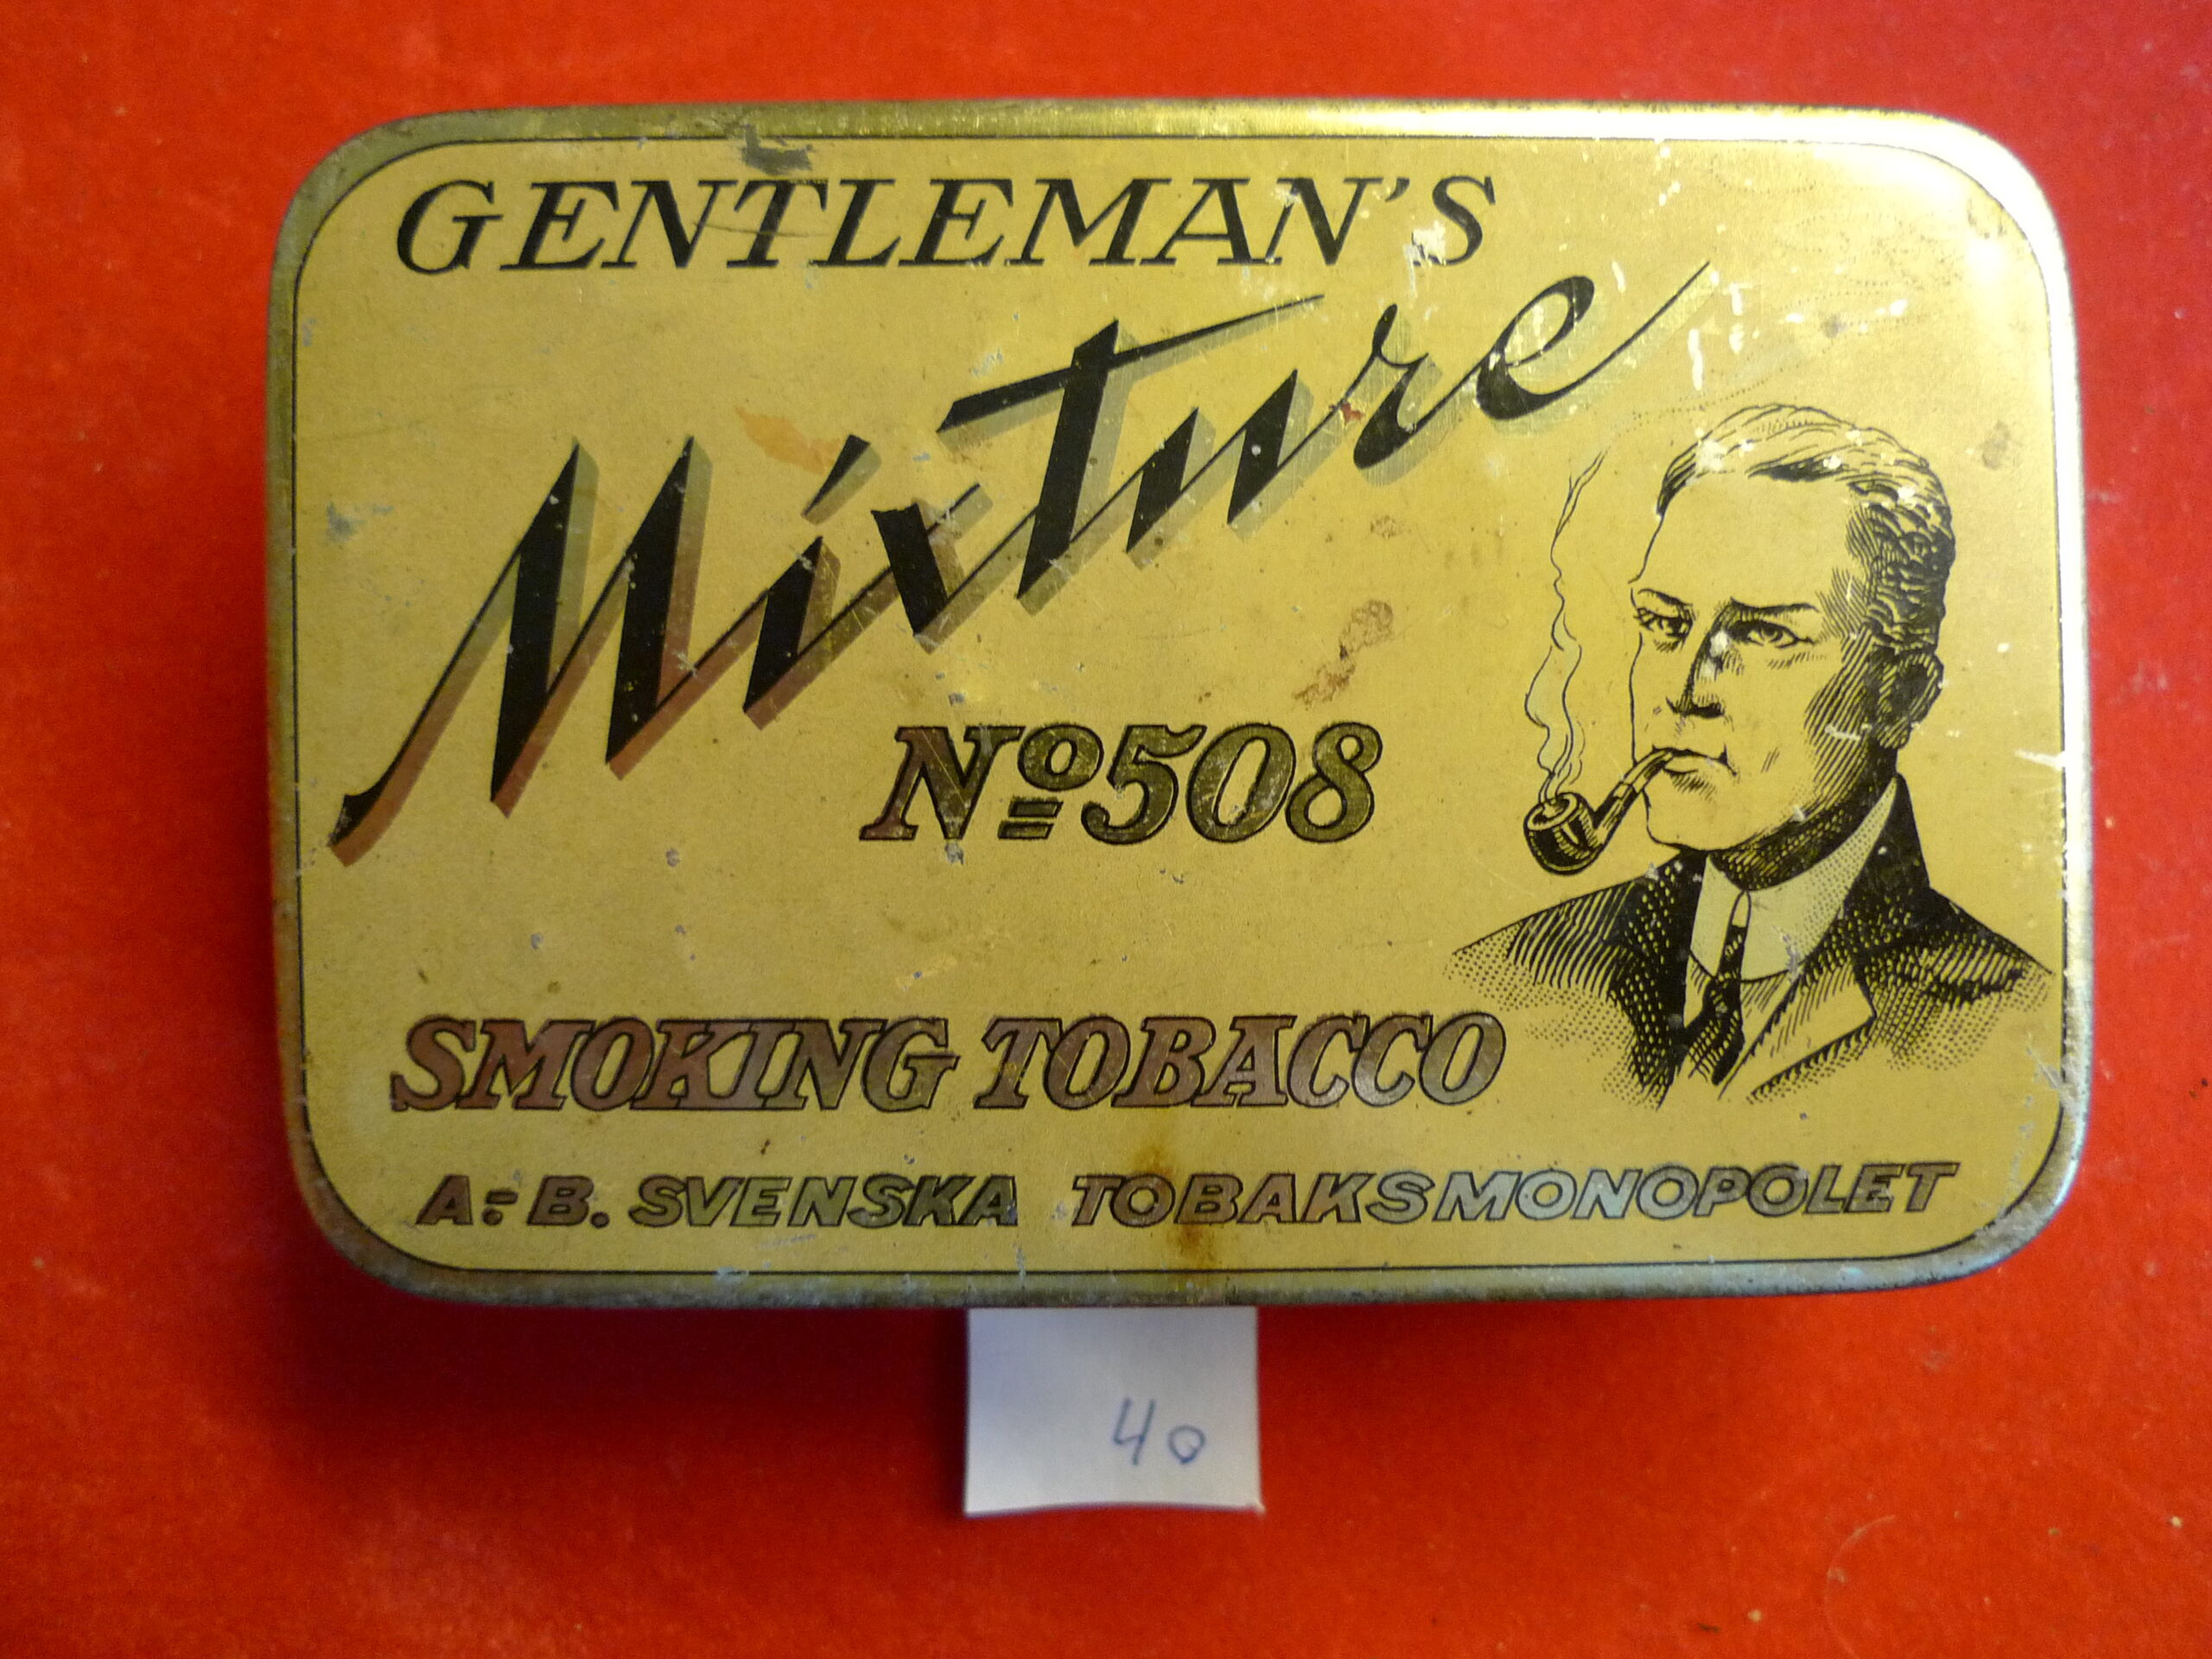 GENTLEMAN'S
Mixture
Nº 508
SMOKING TOBACCO
A=B. SVENSKA TOBAKSMONOPOLET
40